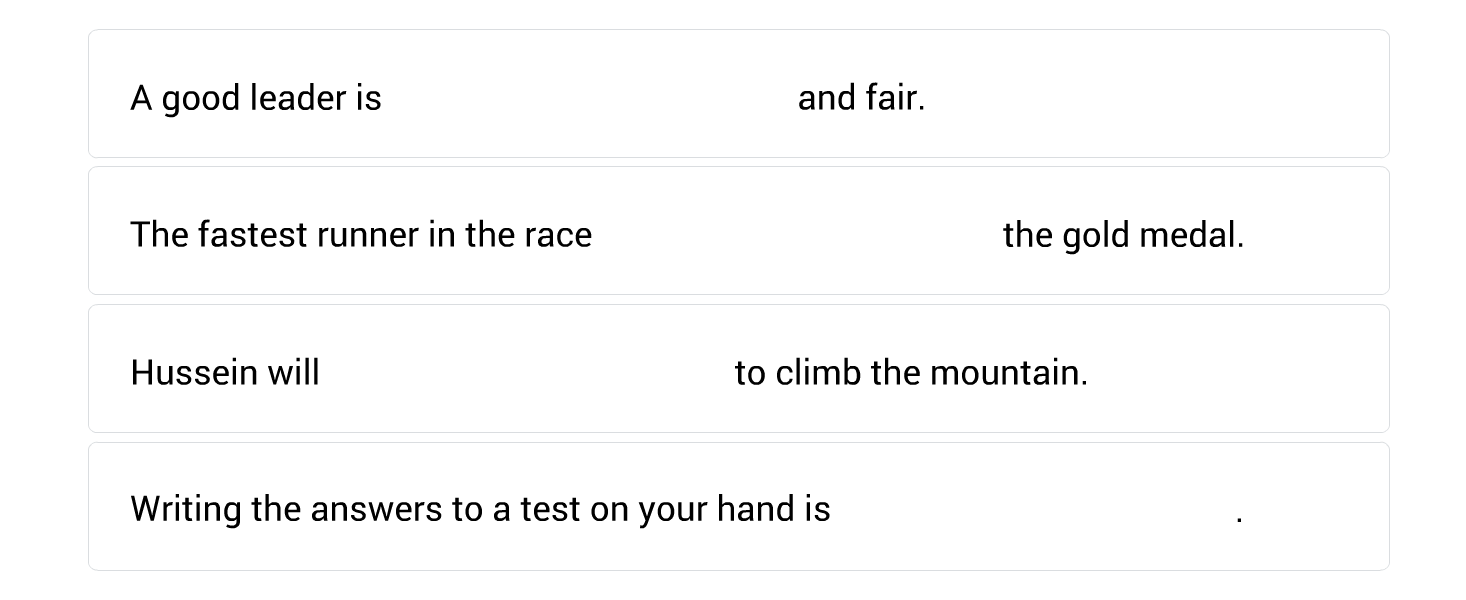 A good leader is and fair.
The fastest runner in the race the gold medal.
Hussein will to climb the mountain.
Writing the answers to a test on your hand is .